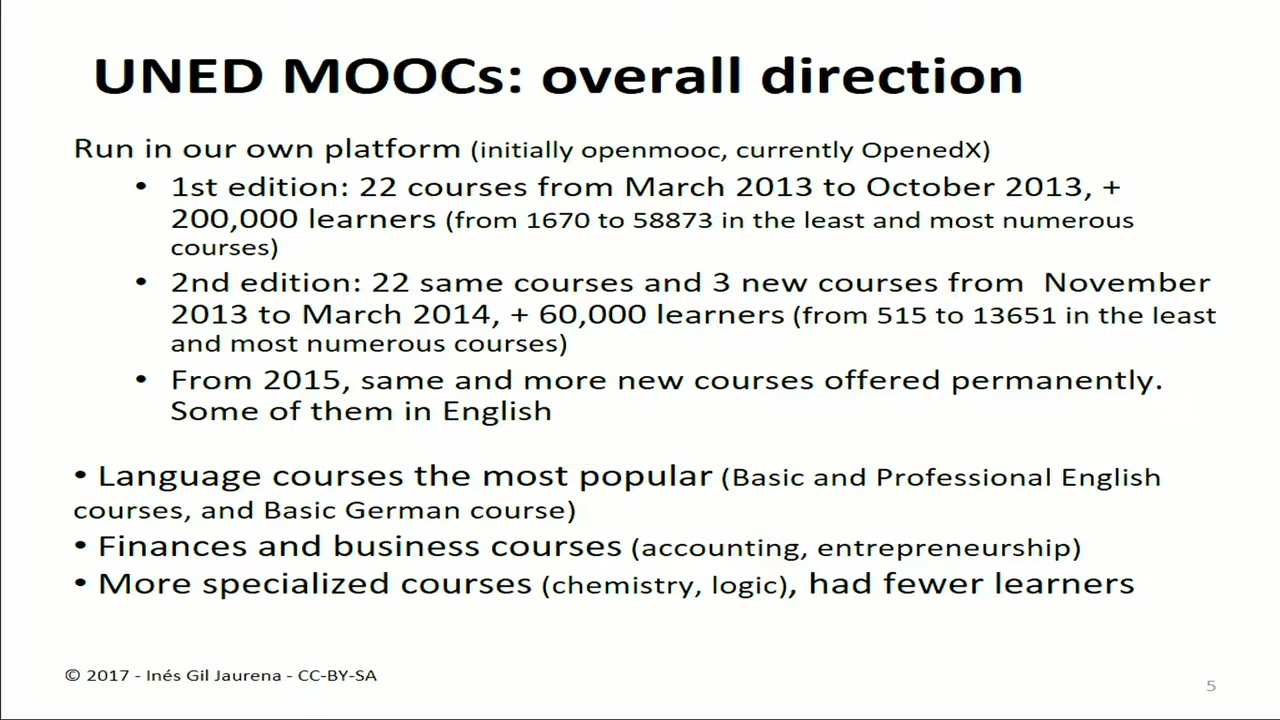 UNED MOOCs: overall direction
Run in our own platform (initially openmooc, currently OpenedX)
• 1st edition: 22 courses from March 2013 to October 2013, +
200,000 learners (from 1670 to 58873 in the least and most numerous
courses)
• 2nd edition: 22 same courses and 3 new courses from November
2013 to March 2014, + 60,000 learners (from 515 to 13651 in the least
and most numerous courses)
• From 2015, same and more new courses offered permanently.
Some of them in English
• Language courses the most popular (Basic and Professional English
courses, and Basic German course)
• Finances and business courses (accounting, entrepreneurship)
• More specialized courses (chemistry, logic), had fewer learners
© 2017 - Inés Gil Jaurena - CC-BY-SA
5